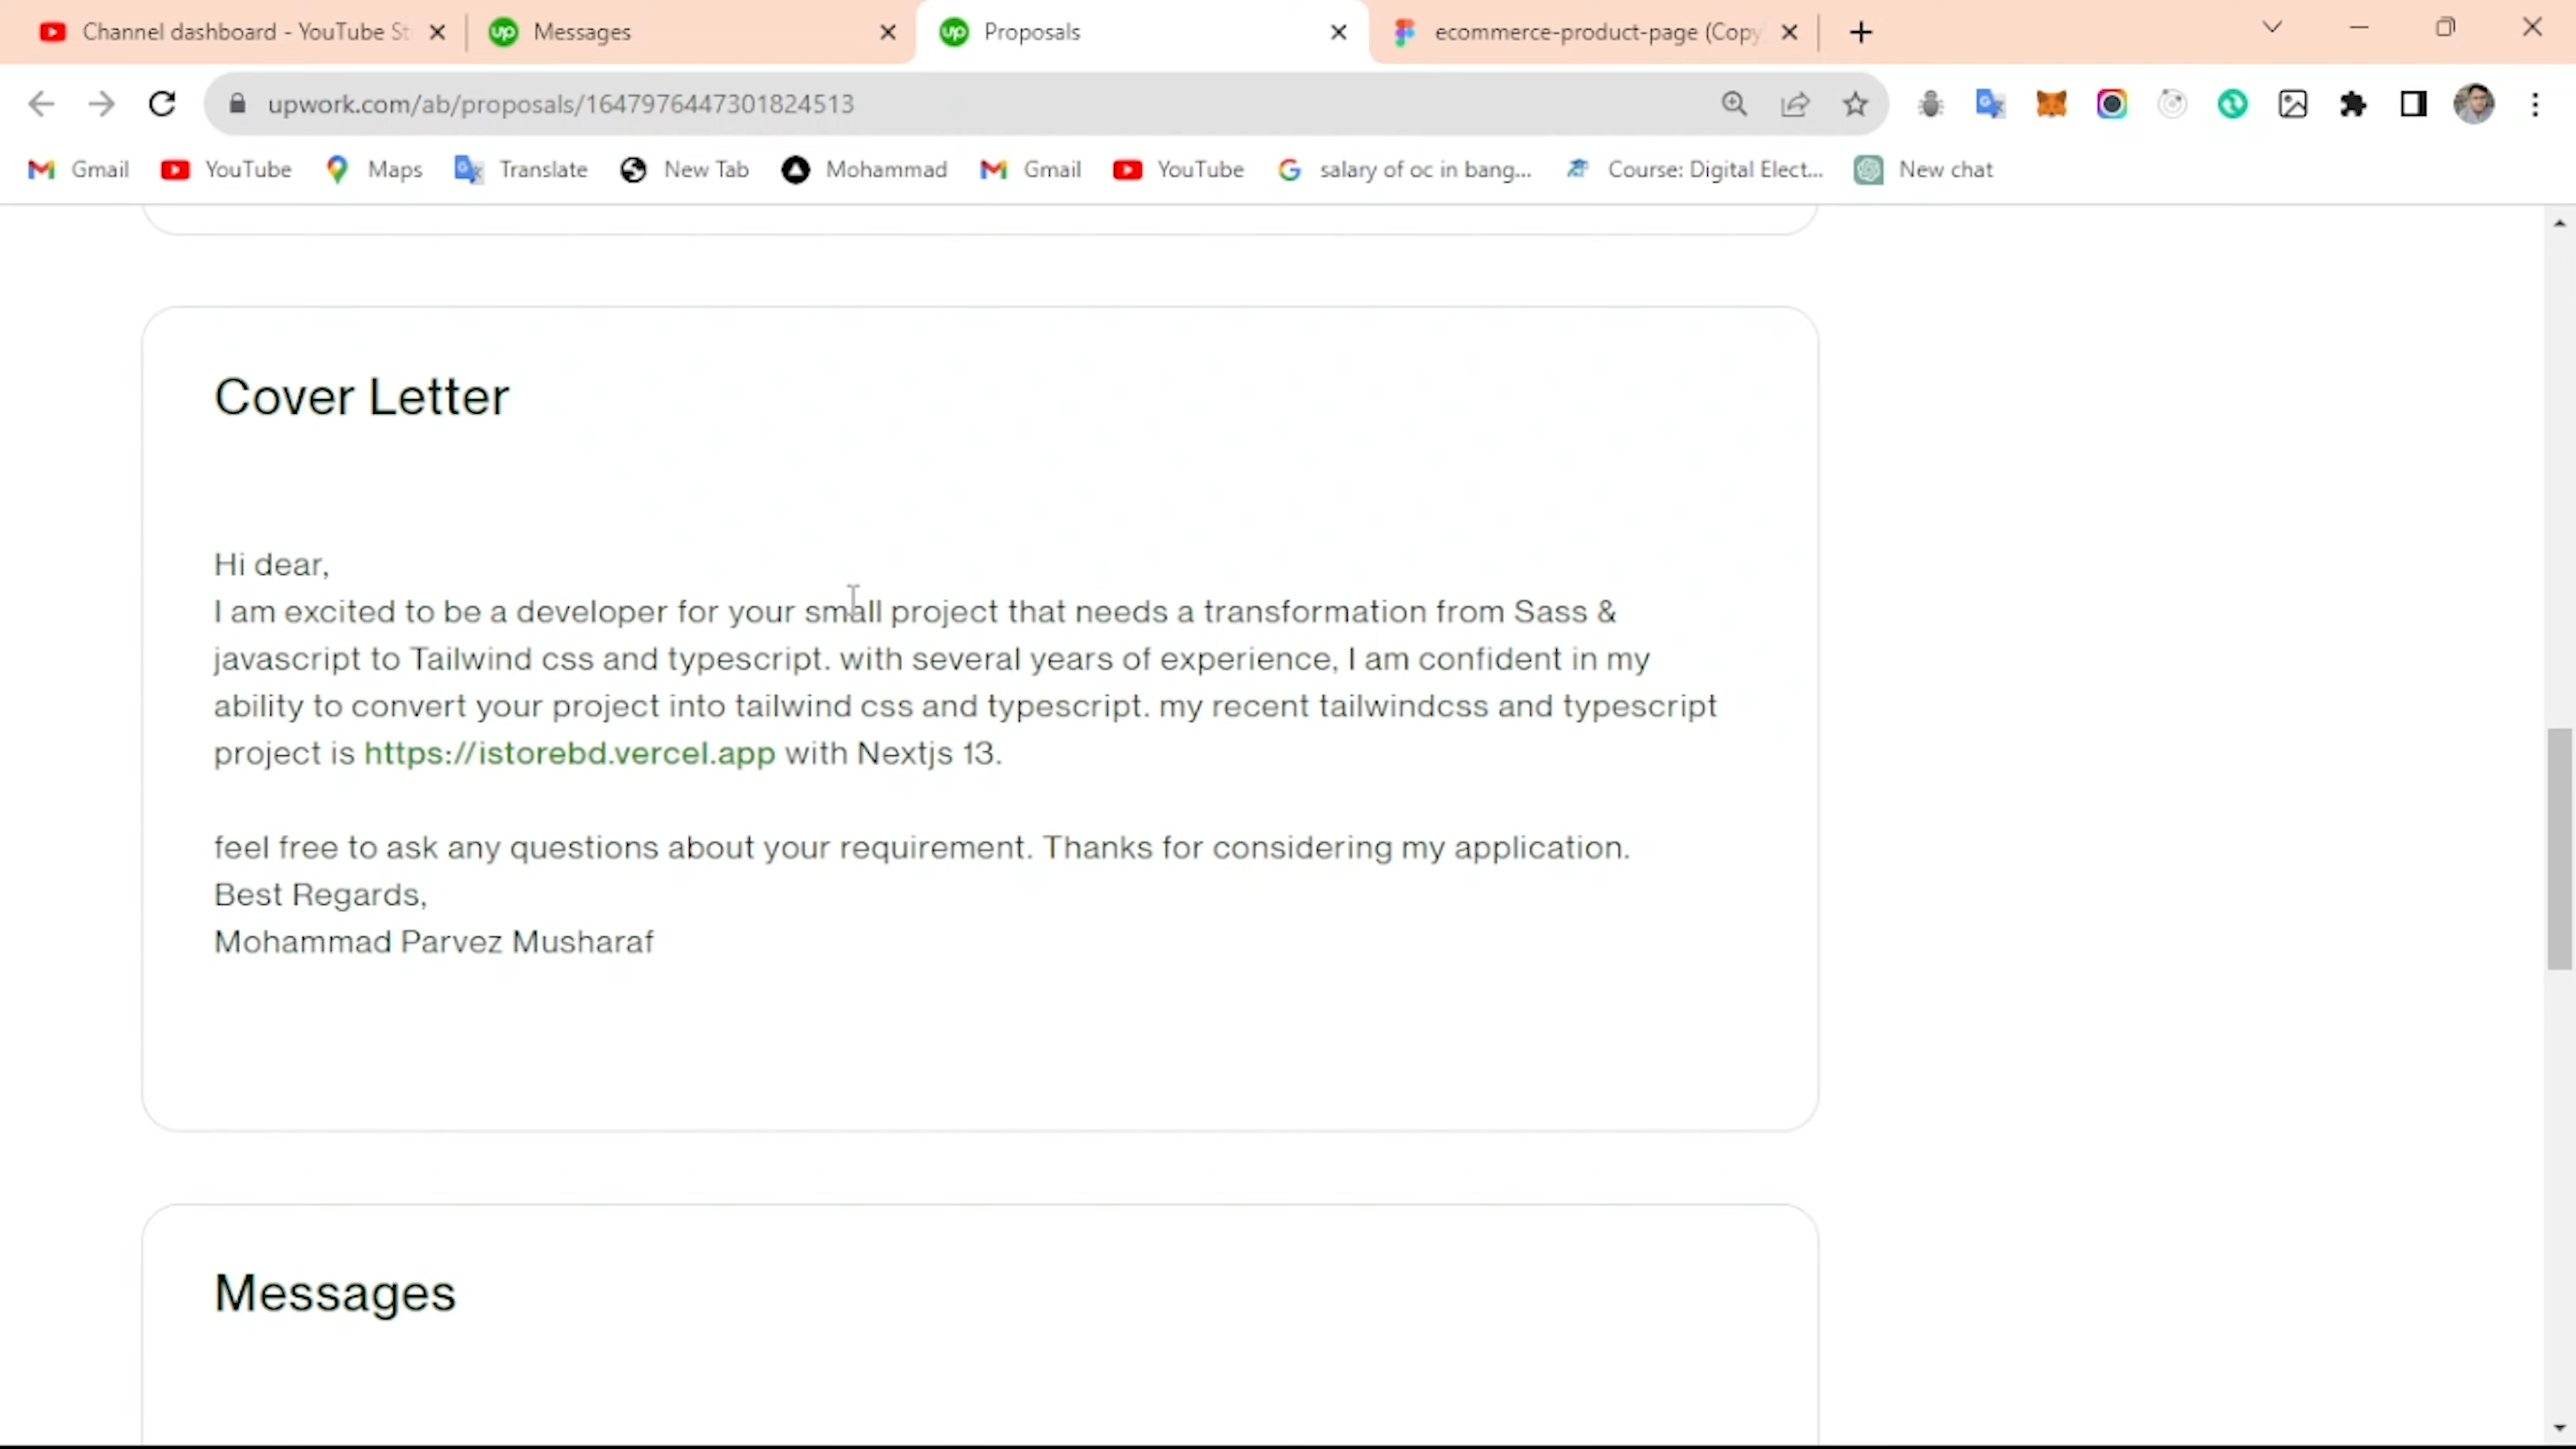 Channel dashboard - YouTube St
Messages
Proposals
ecommerce-product-page (Copy
upwork.com/ab/proposals/1647976447301824513
Gmail
YouTube
Maps
Translate
New Tab
Mohammad
Gmail
YouTube
salary of oc in bang...
Course: Digital Elect...
New chat
Cover Letter
Hi dear,
I am excited to be a developer for your small project that needs a transformation from Sass &
javascript to Tailwind css and typescript. with several years of experience, I am confident in my
ability to convert your project into tailwind css and typescript. my recent tailwindcss and typescript
project is https://istorebd.vercel.app with Nextjs 13.
feel free to ask any questions about your requirement. Thanks for considering my application.
Best Regards,
Mohammad Parvez Musharaf
Messages